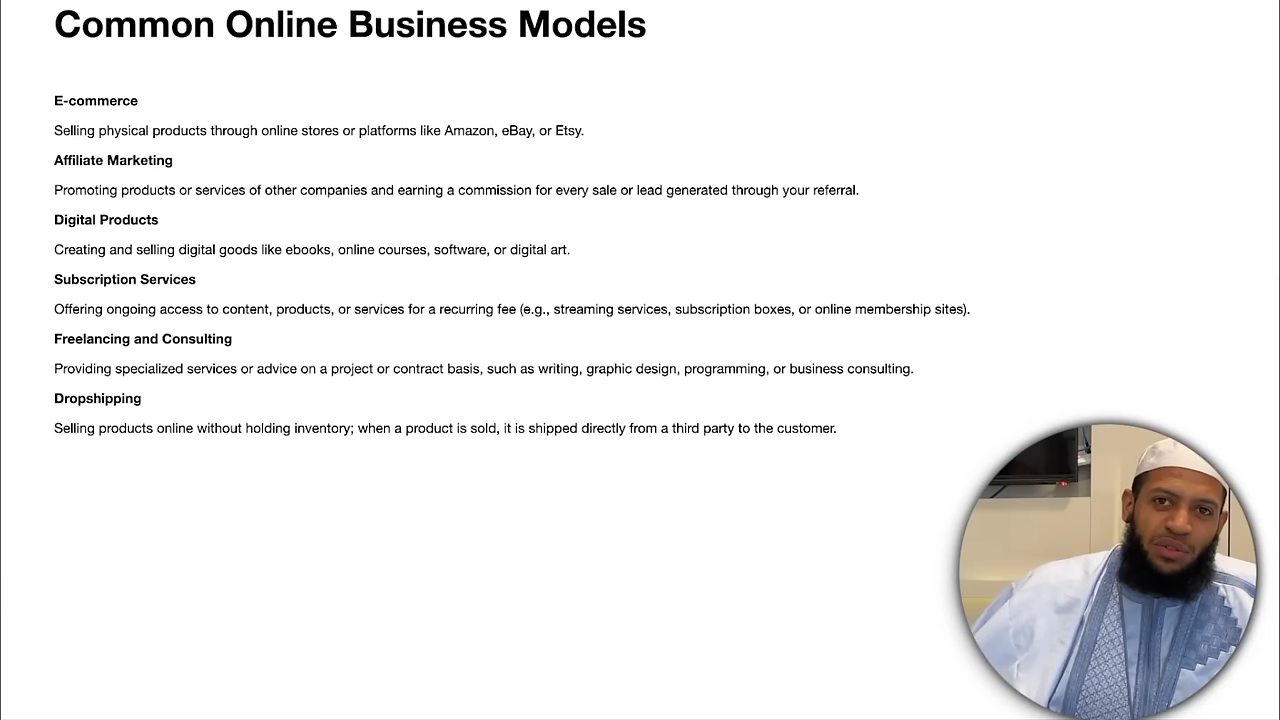 Common Online Business Models
E-commerce
Selling physical products through online stores or platforms like Amazon, eBay, or Etsy.
Affiliate Marketing
Promoting products or services of other companies and earning a commission for every sale or lead generated through your referral.
Digital Products
Creating and selling digital goods like ebooks, online courses, software, or digital art.
Subscription Services
Offering ongoing access to content, products, or services for a recurring fee (e.g., streaming services, subscription boxes, or online membership sites).
Freelancing and Consulting
Providing specialized services or advice on a project or contract basis, such as writing, graphic design, programming, or business consulting.
Dropshipping
Selling products online without holding inventory; when a product is sold, it is shipped directly from a third party to the customer.